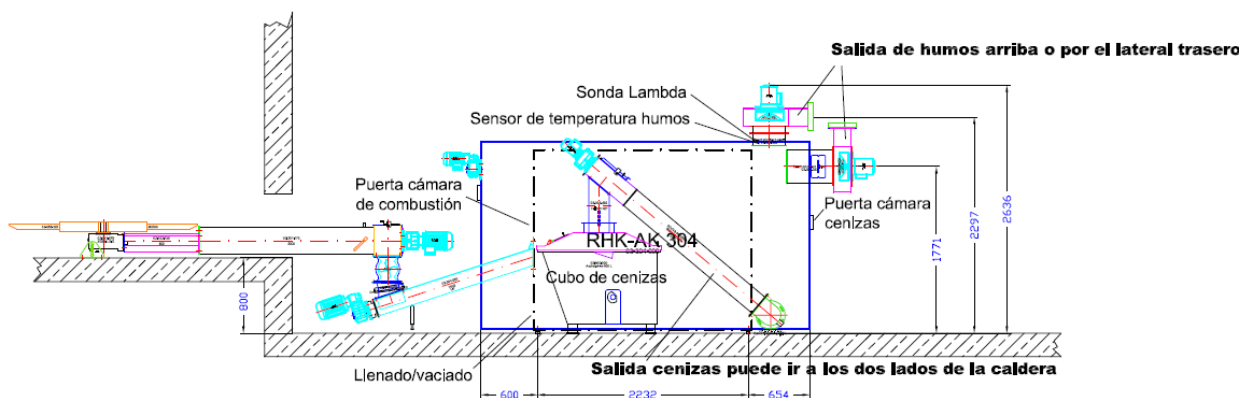 Salida de humos arriba o por el lateral trasero
Sonda Lambda
Sensor de temperatura humos
Puerta cámara
de combustión
Puerta cámara
cenizas
RHK-AK 304
Cubo de cenizas
Llenado/vaciado
Salida cenizas puede ir a los dos lados de la caldera
800
1771
2297
2636
600
2232
654